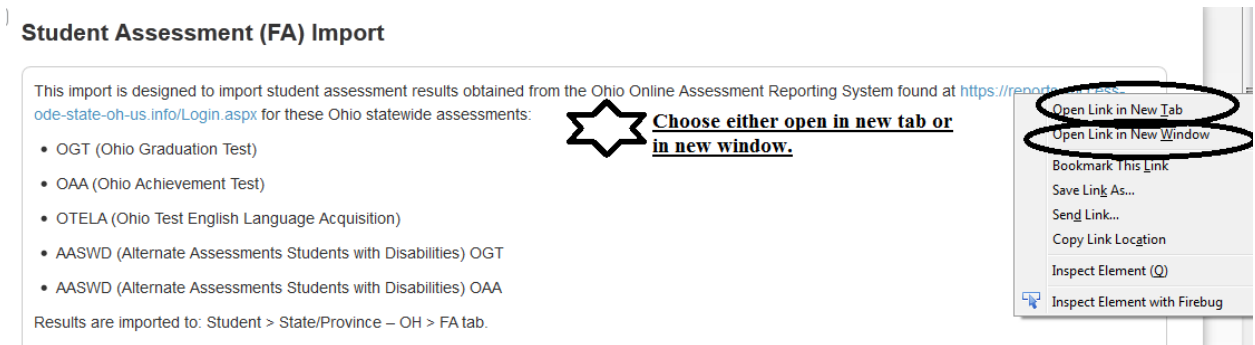 Student Assessment (FA) Import
This import is designed to import student assessment results obtained from the Ohio Online Assessment Reporting System found at https://reports
ode-state-oh-us.info/Login.aspx for these Ohio statewide assessments:
Choose either open in new tab or
in new window.
• OGT (Ohio Graduation Test)
• OAA (Ohio Achievement Test)
• OTELA (Ohio Test English Language Acquisition)
• AASWD (Alternate Assessments Students with Disabilities) OGT
• AASWD (Alternate Assessments Students with Disabilities) OAA
Results are imported to: Student > State/Province – OH > FA tab.
Open Link in New Tab
Open Link in New Window
Bookmark This Link
Save Link As...
Send Link...
Copy Link Location
Inspect Element (Q)
Inspect Element with Firebug